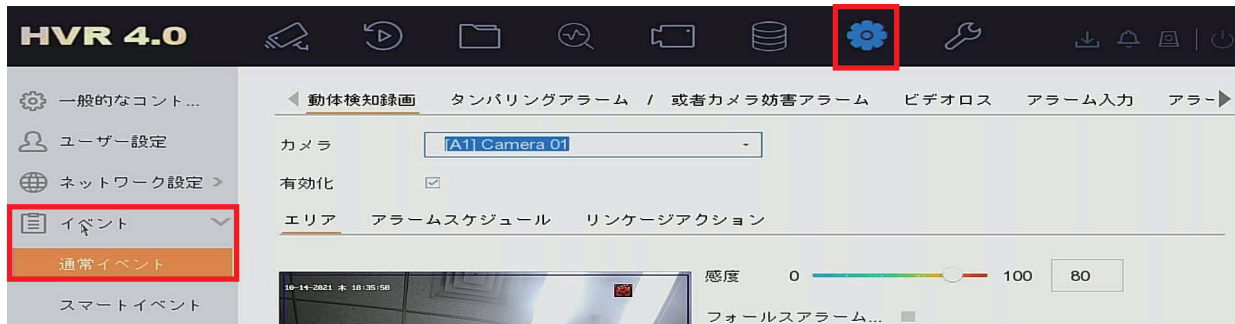 HVR 4.0
一般的なコント...
ユーザー設定
ネットワーク設定 >
イベント
通常イベント
スマートイベント
動体検知録画 タンパリングアラーム / 或者カメラ妨害アラーム ビデオロス アラーム入力 アラー
カメラ [A1] Camera 01
有効化
エリア アラームスケジュール リンケージアクション
10-14-2021 木 18:35:50
感度 0 100 80
フォールスアラーム...